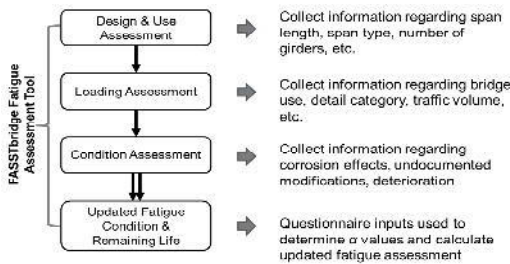 FASSTbridge Fatigue
Assessment Tool
Design & Use
Assessment
Collect information regarding span
length, span type, number of
girders, etc.
Loading Assessment
Collect information regarding bridge
use, detail category, traffic volume,
etc.
Condition Assessment
Collect information regarding
corrosion effects, undocumented
modifications, deterioration
Updated Fatigue
Condition &
Remaining Life
Questionnaire inputs used to
determine α values and calculate
updated fatigue assessment